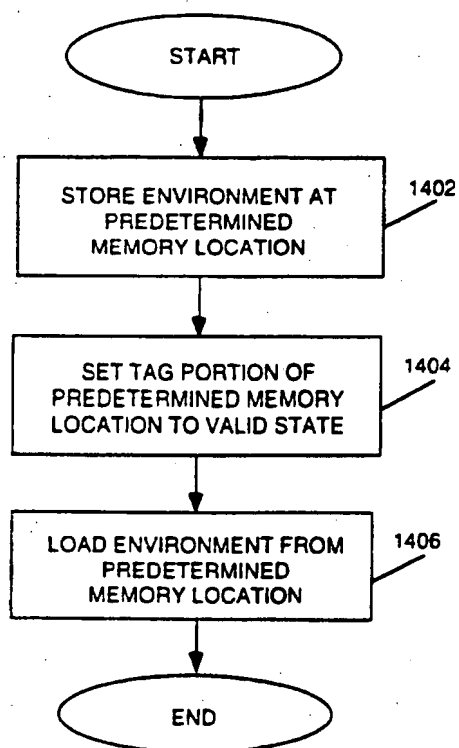 START
STORE ENVIRONMENT AT
PREDETERMINED
MEMORY LOCATION
1402
SET TAG PORTION OF
PREDETERMINED MEMORY
LOCATION TO VALID STATE
1404
LOAD ENVIRONMENT FROM
PREDETERMINED
MEMORY LOCATION
1406
END